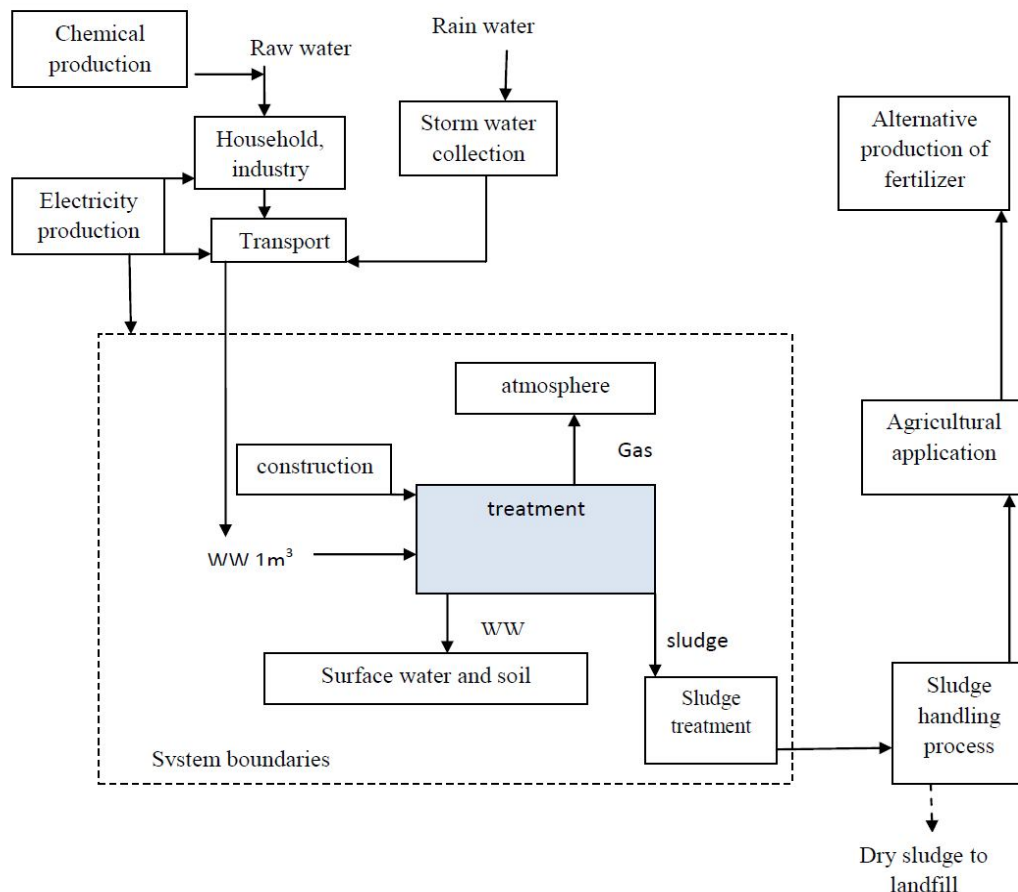 Chemical
production
Raw water
Rain water
Household,
industry
Storm water
collection
Alternative
production of
fertilizer
Electricity
production
Transport
atmosphere
Gas
construction
treatment
Agricultural
application
WW 1m³
WW
sludge
Surface water and soil
Sludge
treatment
Sludge
handling
process
System boundaries
Dry sludge to
landfill